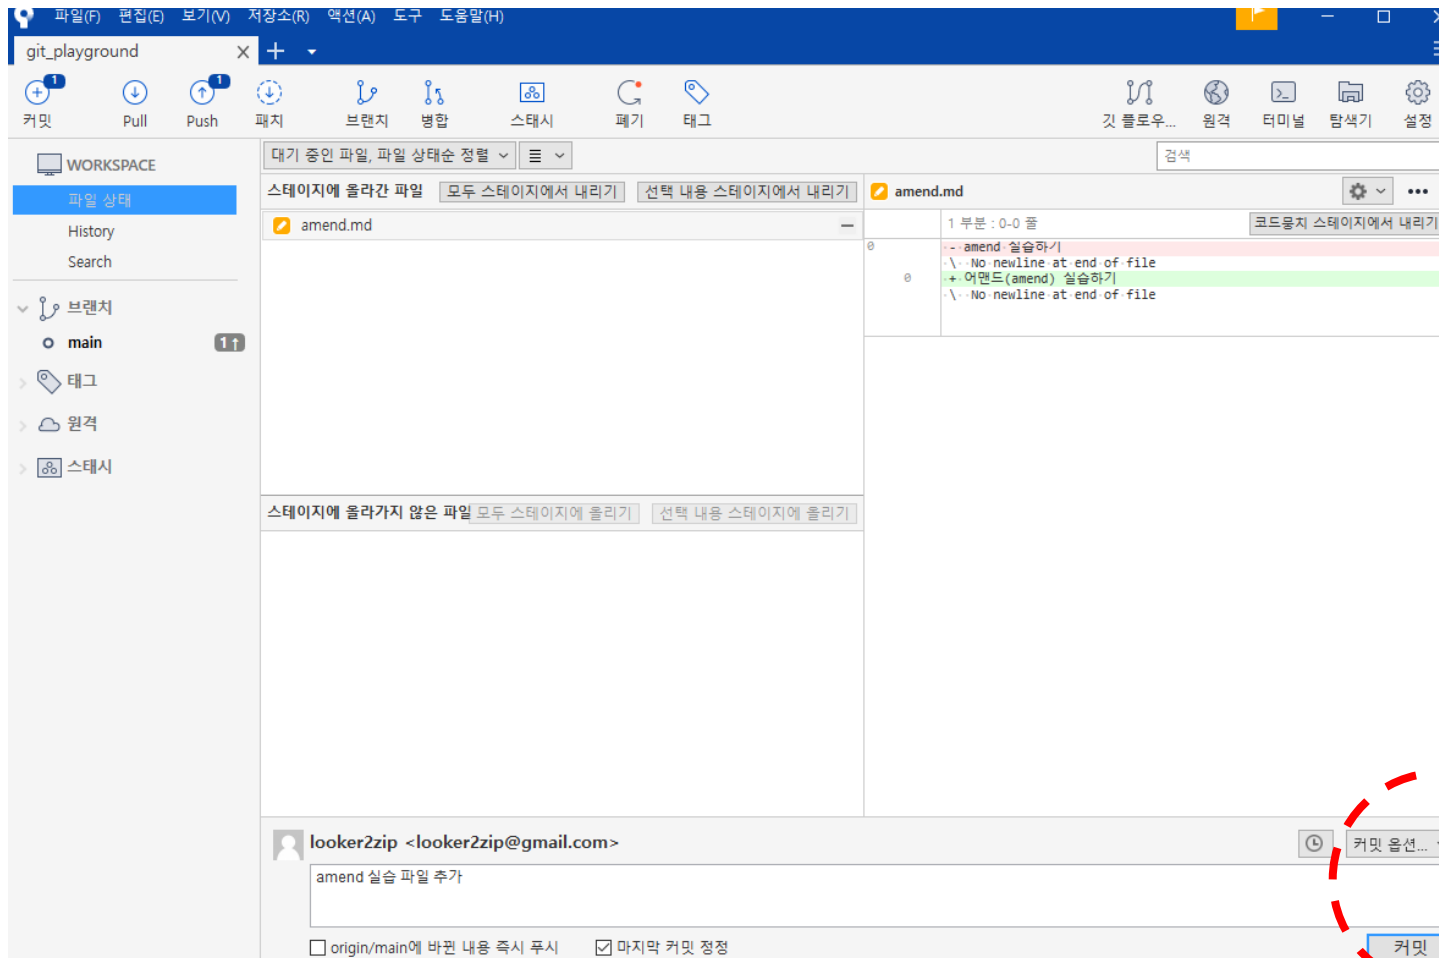 파일(F) 편집(E) 보기(V) 저장소(R) 액션(A) 도구 도움말(H)
git_playground
1 1
커밋 Pull Push 패치 브랜치 병합 스태시 폐기 태그 깃 플로우... 원격 터미널 탐색기 설정
WORKSPACE
파일 상태
History
Search
브랜치
main 1↑
태그
원격
스태시
대기 중인 파일, 파일 상태순 정렬
검색
스테이지에 올라간 파일 모두 스테이지에서 내리기 선택 내용 스테이지에서 내리기
amend.md
스테이지에 올라가지 않은 파일 모두 스테이지에 올리기 선택 내용 스테이지에 올리기
amend.md
1 부분 : 0-0 줄 코드뭉치 스테이지에서 내리기
0 - amend 실습하기
\ No newline at end of file
0 + 어맨드(amend) 실습하기
\ No newline at end of file
looker2zip <looker2zip@gmail.com>
커밋 옵션...
amend 실습 파일 추가
origin/main에 바뀐 내용 즉시 푸시 마지막 커밋 정정 커밋